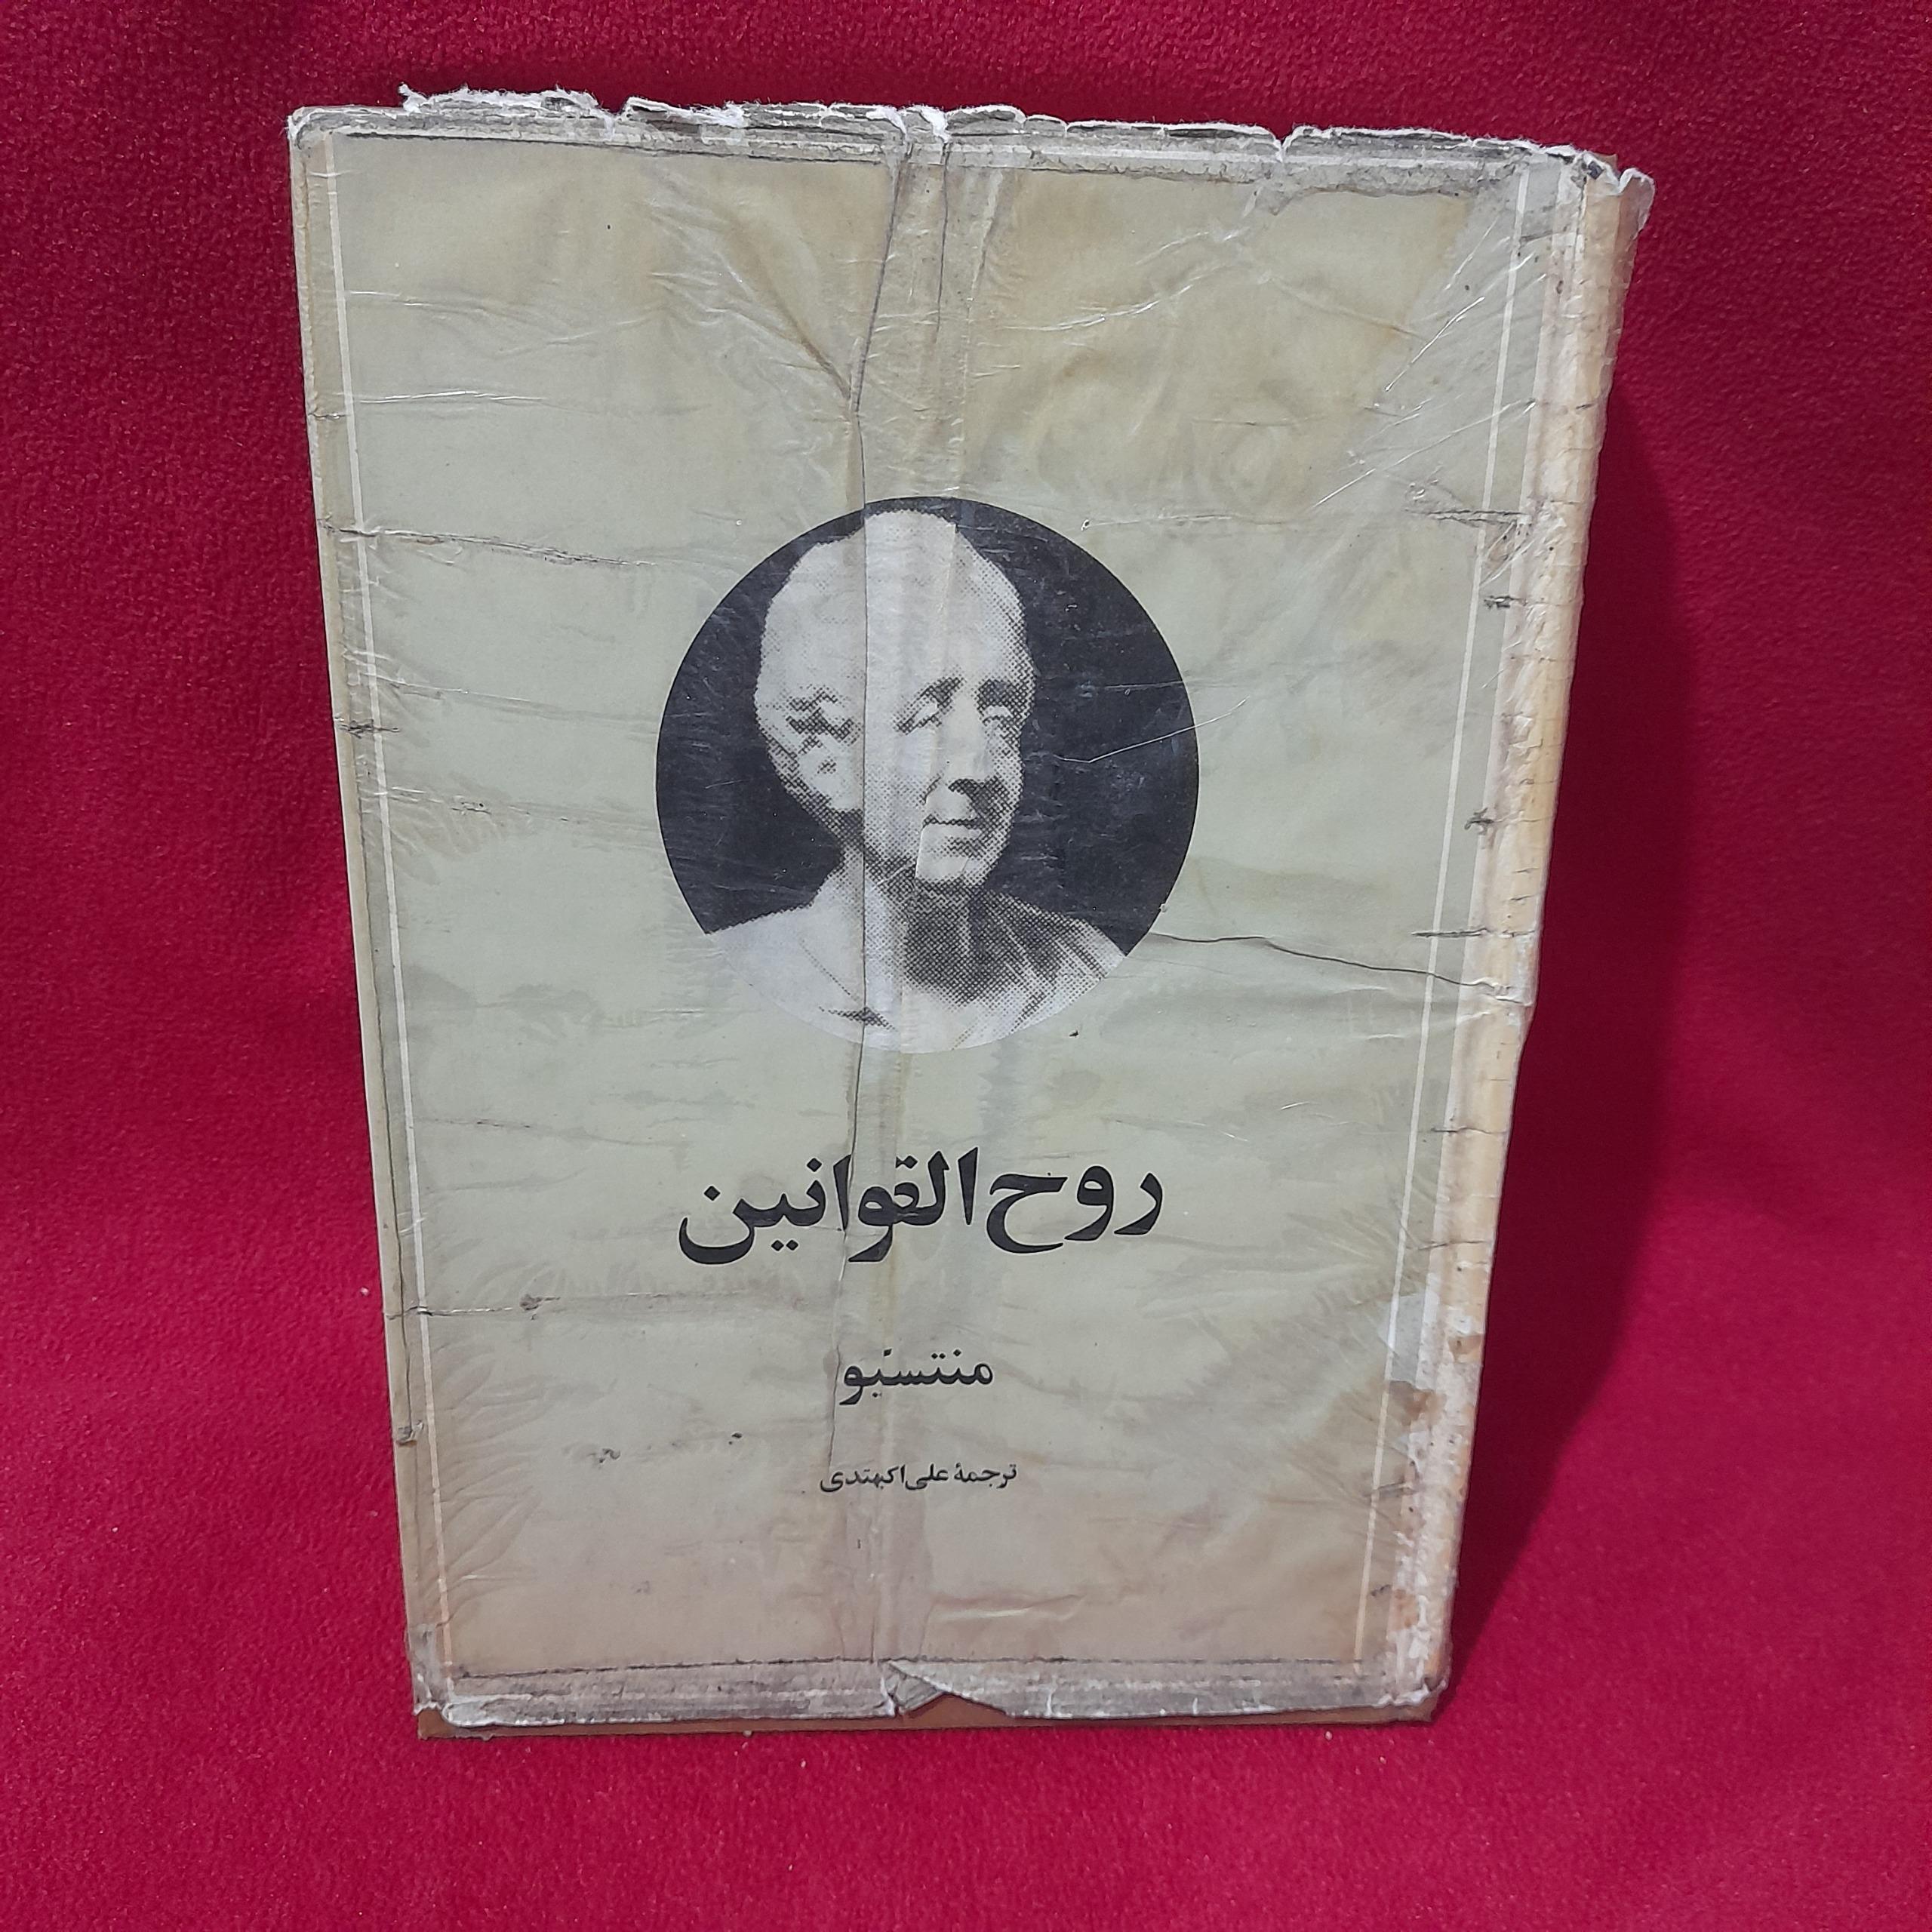 روح القوانین
منتسکیو
ترجمهٔ علی اکبر مهتدی